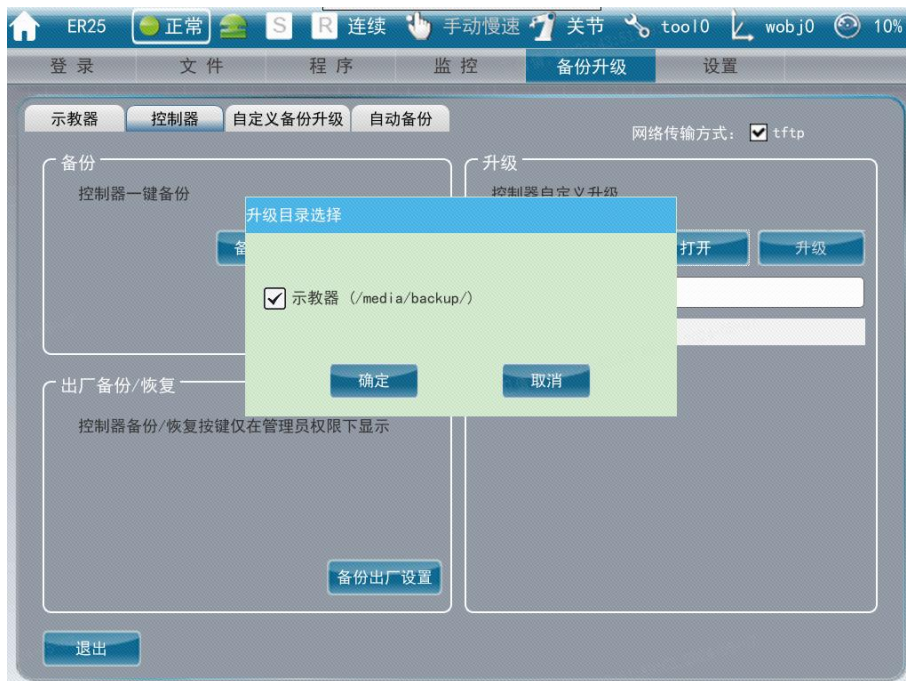 ER25 正常 S R 连续 手动慢速 关节 tool0 wobj0 10%
登录 文件 程序 监控 备份升级 设置
示教器 控制器 自定义备份升级 自动备份
网络传输方式: tftp
备份
控制器一键备份
升级
控制器自定义升级
打开 升级
升级目录选择
示教器 (/media/backup/)
确定 取消
出厂备份/恢复
控制器备份/恢复按键仅在管理员权限下显示
备份出厂设置
退出